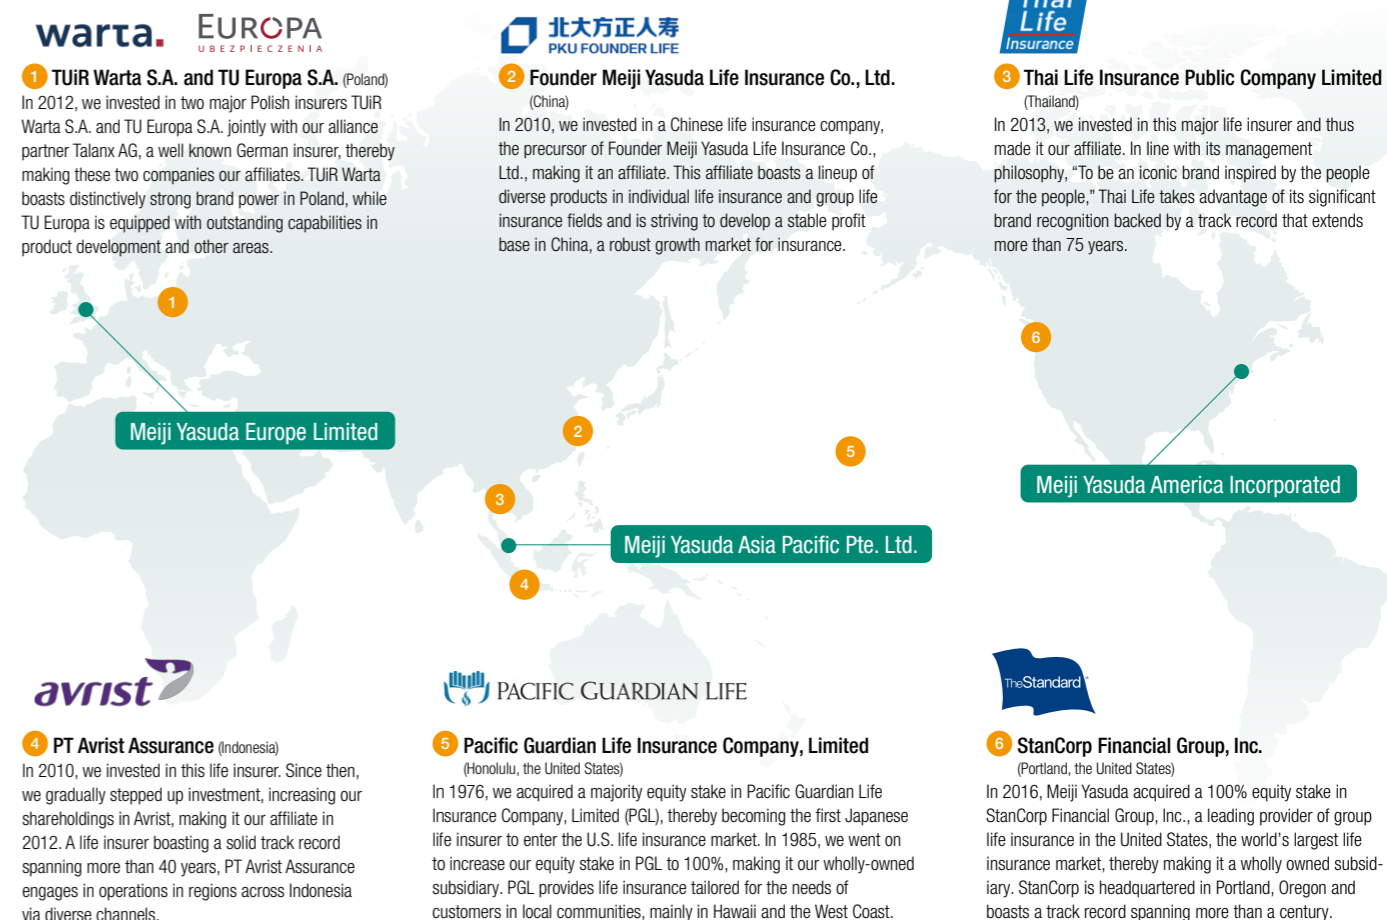 warta.
EUROPA
UBEZPIECZENIA
1 TUiR Warta S.A. and TU Europa S.A. (Poland)
In 2012, we invested in two major Polish insurers TUiR
Warta S.A. and TU Europa S.A. jointly with our alliance
partner Talanx AG, a well known German insurer, thereby
making these two companies our affiliates. TUiR Warta
boasts distinctively strong brand power in Poland, while
TU Europa is equipped with outstanding capabilities in
product development and other areas.
北大方正人寿
PKU FOUNDER LIFE
2 Founder Meiji Yasuda Life Insurance Co., Ltd.
(China)
In 2010, we invested in a Chinese life insurance company,
the precursor of Founder Meiji Yasuda Life Insurance Co.,
Ltd., making it an affiliate. This affiliate boasts a lineup of
diverse products in individual life insurance and group life
insurance fields and is striving to develop a stable profit
base in China, a robust growth market for insurance.
Thai
Life
Insurance
3 Thai Life Insurance Public Company Limited
(Thailand)
In 2013, we invested in this major life insurer and thus
made it our affiliate. In line with its management
philosophy, “To be an iconic brand inspired by the people
for the people,” Thai Life takes advantage of its significant
brand recognition backed by a track record that extends
more than 75 years.
1
6
Meiji Yasuda Europe Limited
2
5
Meiji Yasuda America Incorporated
3
Meiji Yasuda Asia Pacific Pte. Ltd.
4
avrist
4 PT Avrist Assurance (Indonesia)
In 2010, we invested in this life insurer. Since then,
we gradually stepped up investment, increasing our
shareholdings in Avrist, making it our affiliate in
2012. A life insurer boasting a solid track record
spanning more than 40 years, PT Avrist Assurance
engages in operations in regions across Indonesia
via diverse channels.
PACIFIC GUARDIAN LIFE
5 Pacific Guardian Life Insurance Company, Limited
(Honolulu, the United States)
In 1976, we acquired a majority equity stake in Pacific Guardian Life
Insurance Company, Limited (PGL), thereby becoming the first Japanese
life insurer to enter the U.S. life insurance market. In 1985, we went on
to increase our equity stake in PGL to 100%, making it our wholly-owned
subsidiary. PGL provides life insurance tailored for the needs of
customers in local communities, mainly in Hawaii and the West Coast.
TheStandard
6 StanCorp Financial Group, Inc.
(Portland, the United States)
In 2016, Meiji Yasuda acquired a 100% equity stake in
StanCorp Financial Group, Inc., a leading provider of group
life insurance in the United States, the world's largest life
insurance market, thereby making it a wholly owned subsid-
iary. StanCorp is headquartered in Portland, Oregon and
boasts a track record spanning more than a century.